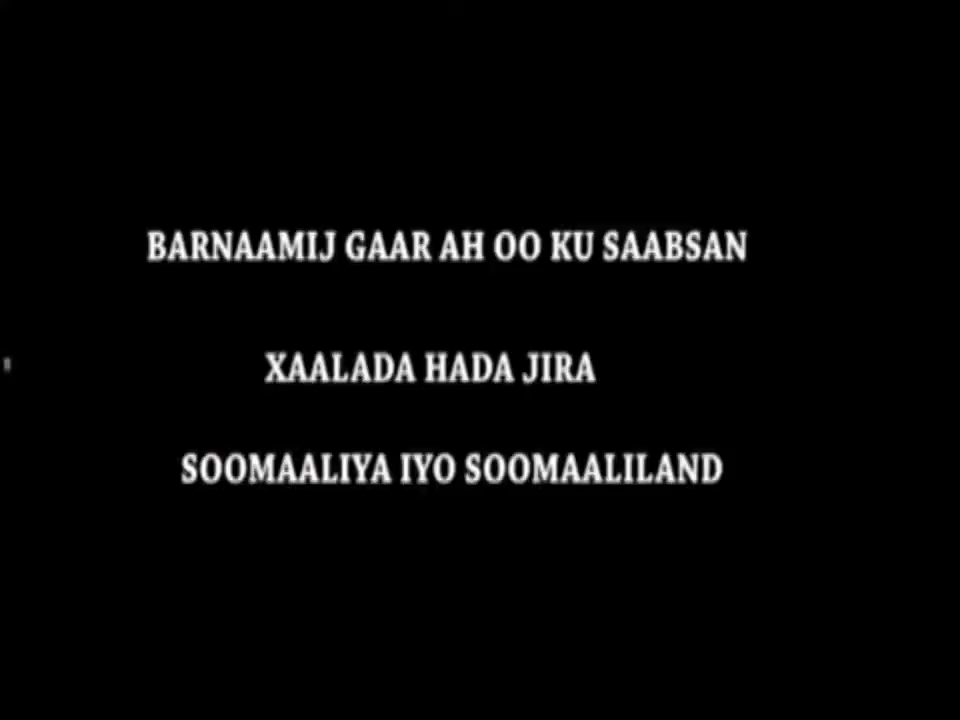 BARNAAMIJ GAAR AH OO KU SAABSAN
XAALADA HADA JIRA
SOOMAALIYA IYO SOOMAALILAND